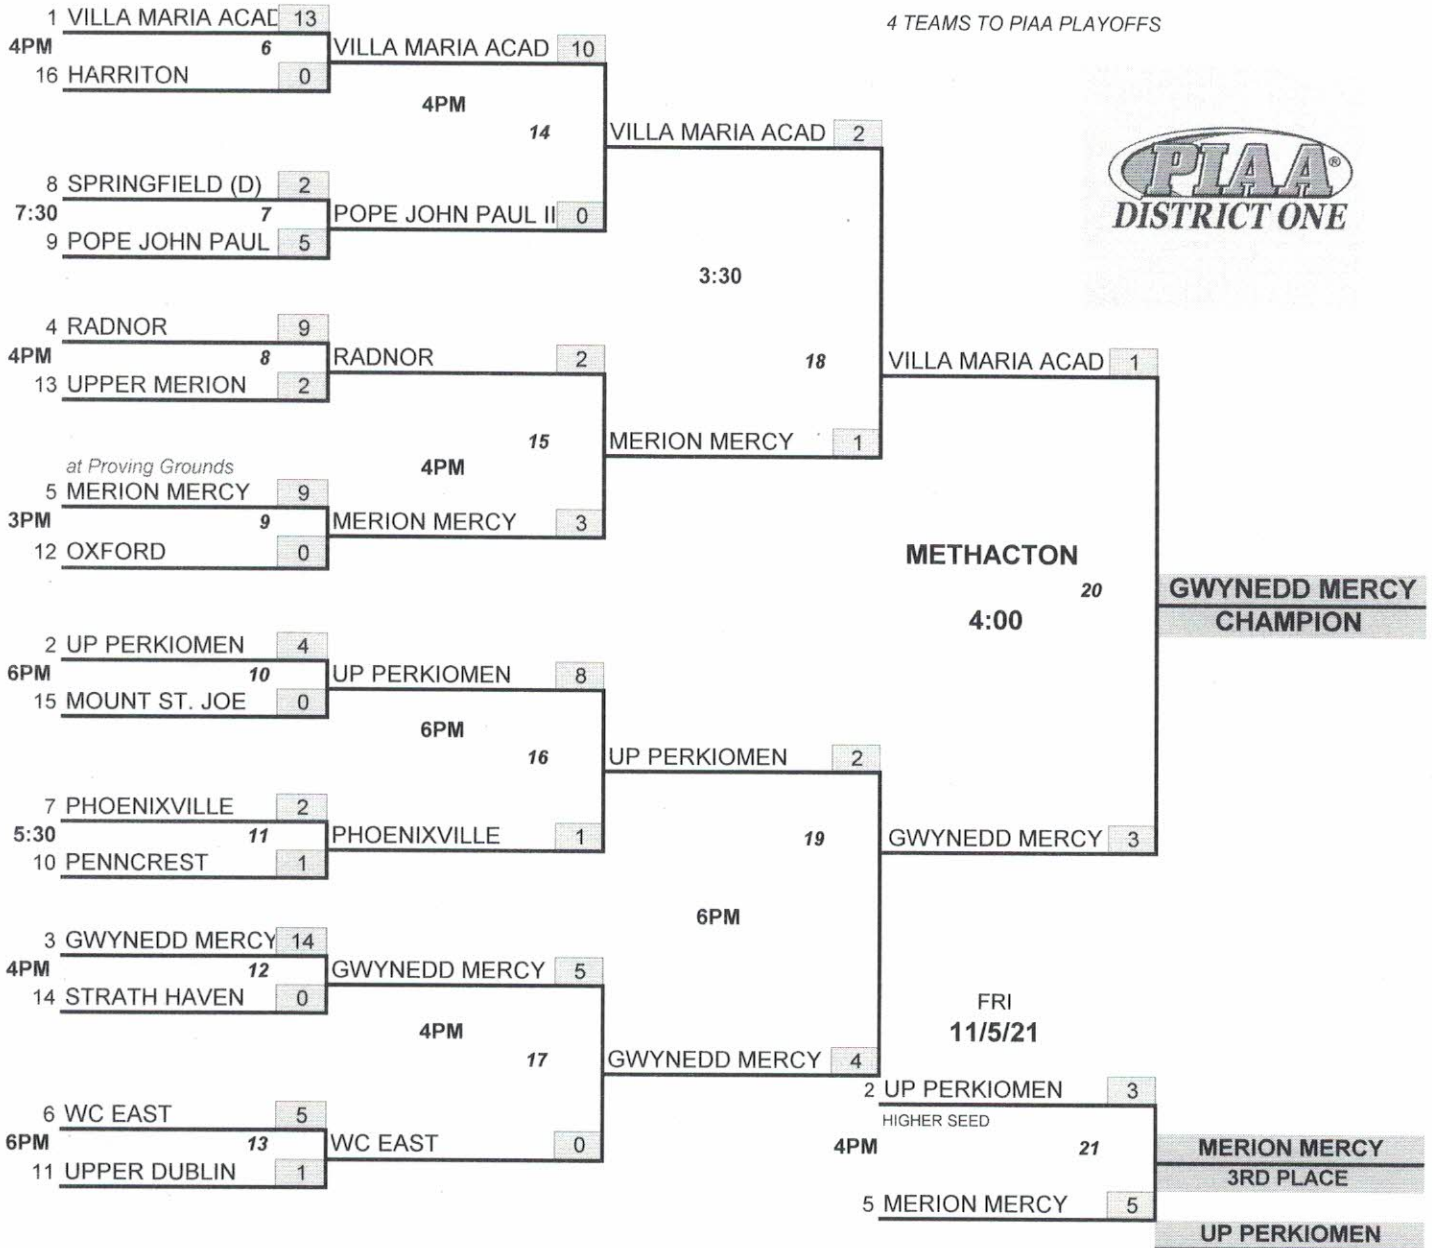 1 VILLA MARIA ACAD 13
4 TEAMS TO PIAA PLAYOFFS
4PM 6 VILLA MARIA ACAD 10
16 HARRITON 0
4PM
14 VILLA MARIA ACAD 2
PIAA®
DISTRICT ONE
8 SPRINGFIELD (D) 2
7:30 7 POPE JOHN PAUL II 0
9 POPE JOHN PAUL 5
3:30
4 RADNOR 9
4PM 8 RADNOR 2
18 VILLA MARIA ACAD 1
13 UPPER MERION 2
15 MERION MERCY 1
at Proving Grounds
4PM
5 MERION MERCY 9
3PM 9 MERION MERCY 3
12 OXFORD 0
METHACTON
20 GWYNEDD MERCY
4:00 CHAMPION
2 UP PERKIOMEN 4
6PM 10 UP PERKIOMEN 8
15 MOUNT ST. JOE 0
6PM
16 UP PERKIOMEN 2
7 PHOENIXVILLE 2
5:30 11 PHOENIXVILLE 1
19 GWYNEDD MERCY 3
10 PENNCREST 1
6PM
3 GWYNEDD MERCY 14
4PM 12 GWYNEDD MERCY 5
14 STRATH HAVEN 0
FRI
4PM
11/5/21
17 GWYNEDD MERCY 4
2 UP PERKIOMEN 3
6 WC EAST 5
HIGHER SEED
6PM 13 WC EAST 0
4PM 21 MERION MERCY
11 UPPER DUBLIN 1
3RD PLACE
5 MERION MERCY 5
UP PERKIOMEN